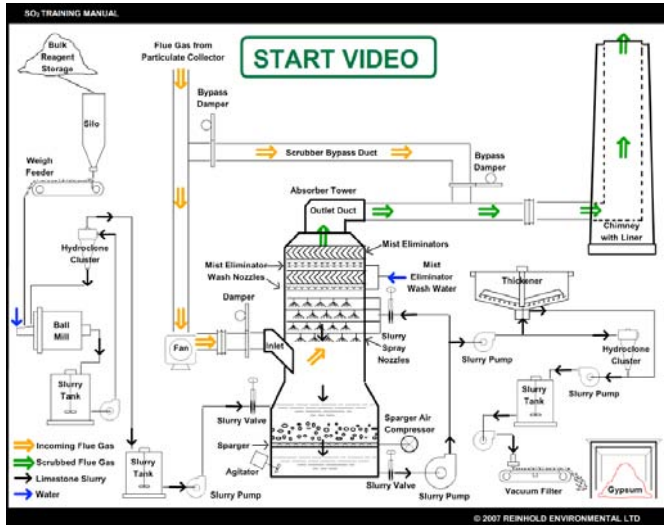 SO₂ TRAINING MANUAL
Bulk
Reagent
Storage
Flue Gas from
Particulate Collector
START VIDEO
Silo
Bypass
Damper
Weigh
Feeder
Scrubber Bypass Duct
Bypass
Damper
Absorber Tower
Outlet Duct
Chimney
with Liner
Hydroclone
Cluster
Mist Eliminators
Mist Eliminator
Wash Nozzles
Mist
Eliminator
Wash Water
Thickener
Damper
Ball
Mill
Fan
Inlet
Slurry
Spray
Nozzles
Slurry Pump
Hydroclone
Cluster
Slurry
Tank
Slurry
Tank
Slurry Pump
Slurry Valve
Sparger Air
Compressor
Incoming Flue Gas
Scrubbed Flue Gas
Limestone Slurry
Water
Slurry
Tank
Sparger
Agitator
Slurry Pump
Slurry Valve
Slurry Pump
Vacuum Filter
Gypsum
© 2007 REINHOLD ENVIRONMENTAL LTD